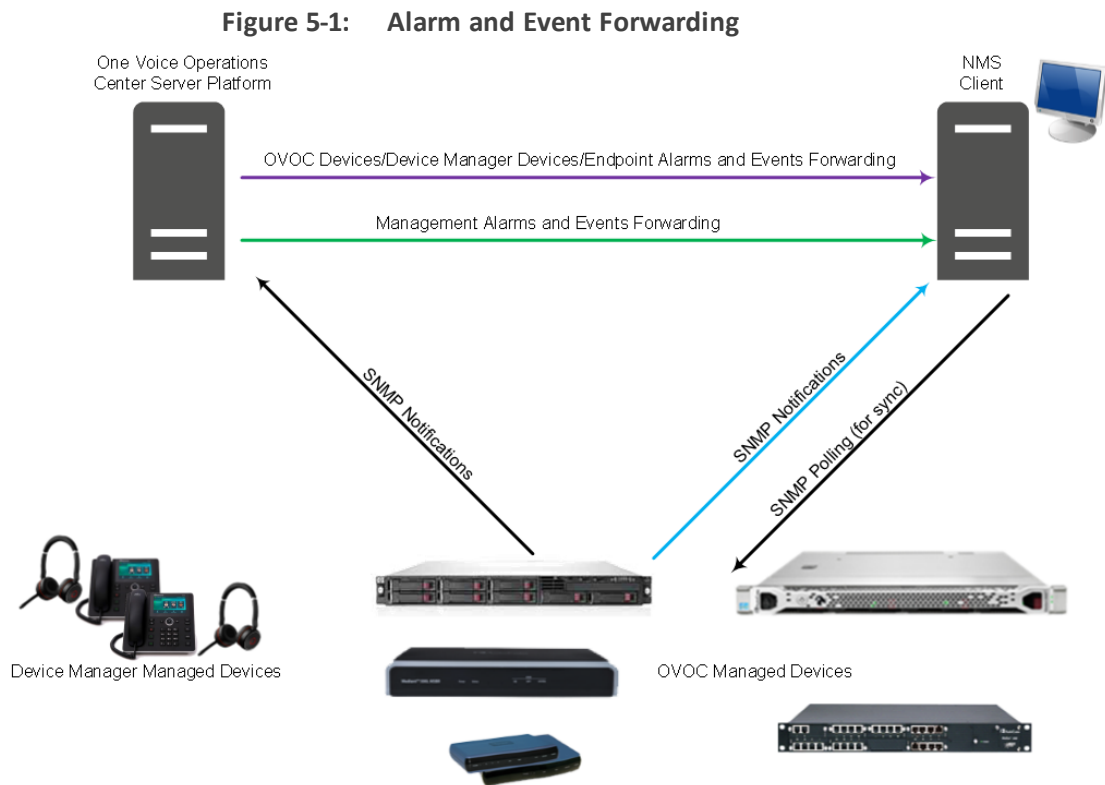 Figure 5-1: Alarm and Event Forwarding
One Voice Operations
Center Server Platform
NMS
Client
OVOC Devices/Device Manager Devices/Endpoint Alarms and Events Forwarding
Management Alarms and Events Forwarding
SNMP Notifications
SNMP Notifications
SNMP Polling (for sync)
Device Manager Managed Devices
OVOC Managed Devices